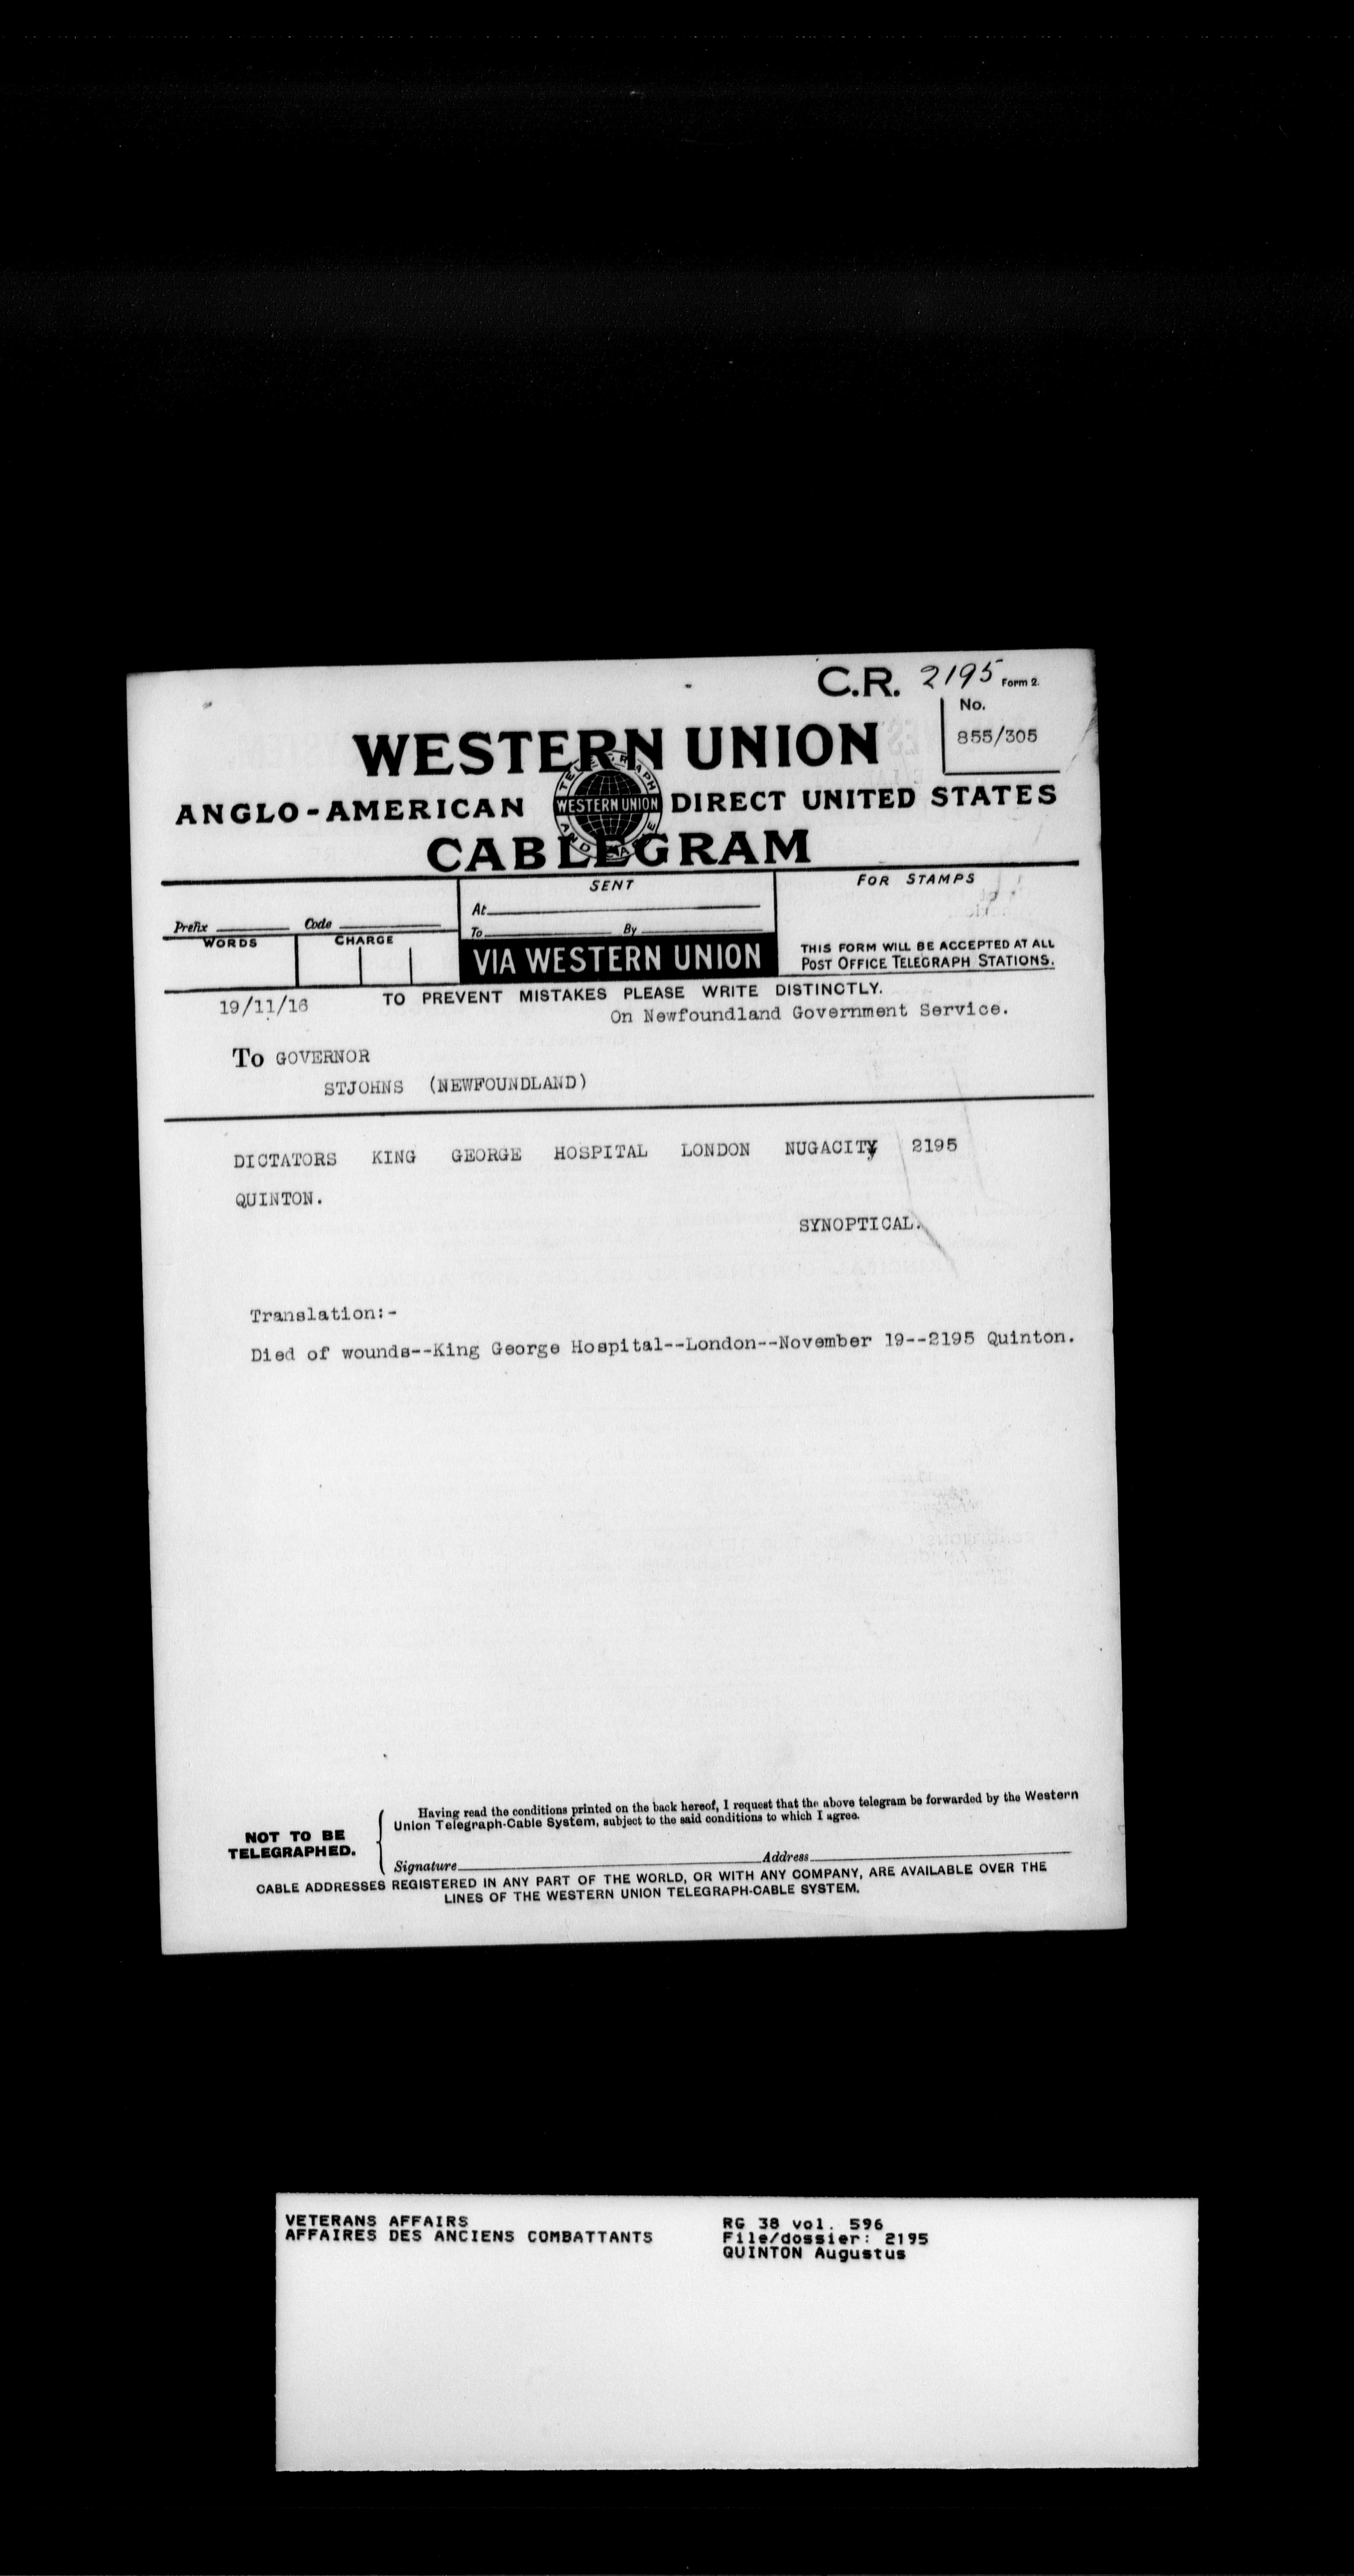 C.R. 2195 Form 2.
No.
855/305
WESTERN UNION
TELEGRAPH AND CABLE
WESTERN UNION
ANGLO-AMERICAN DIRECT UNITED STATES
CABLEGRAM
Prefix Code
WORDS CHARGE
SENT
At
To By
VIA WESTERN UNION
FOR STAMPS
THIS FORM WILL BE ACCEPTED AT ALL
POST OFFICE TELEGRAPH STATIONS.
19/11/16 TO PREVENT MISTAKES PLEASE WRITE DISTINCTLY.
On Newfoundland Government Service.
To GOVERNOR
STJOHNS (NEWFOUNDLAND)
DICTATORS KING GEORGE HOSPITAL LONDON NUGACITY 2195
QUINTON.
SYNOPTICAL.
Translation:-
Died of wounds--King George Hospital--London--November 19--2195 Quinton.
NOT TO BE
TELEGRAPHED.
Having read the conditions printed on the back hereof, I request that the above telegram be forwarded by the Western
Union Telegraph-Cable System, subject to the said conditions to which I agree.
Signature Address
CABLE ADDRESSES REGISTERED IN ANY PART OF THE WORLD, OR WITH ANY COMPANY, ARE AVAILABLE OVER THE
LINES OF THE WESTERN UNION TELEGRAPH-CABLE SYSTEM.
VETERANS AFFAIRS
AFFAIRES DES ANCIENS COMBATTANTS
RG 38 vol. 596
File/dossier: 2195
QUINTON Augustus